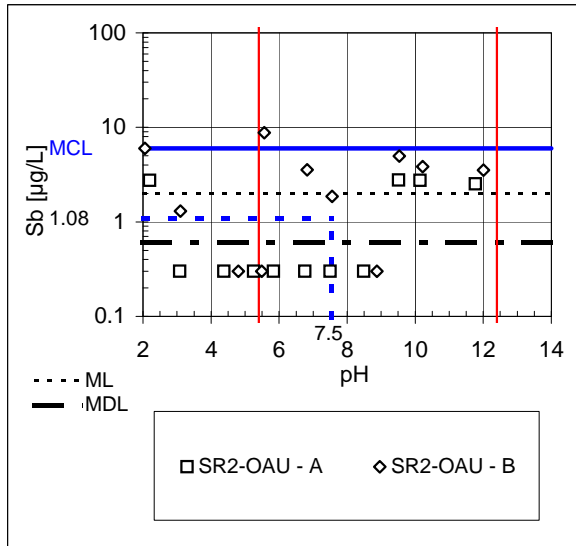 100
10
MCL
1.08
1
0.1
Sb [µg/L]
2 4 6 7.5 8 10 12 14
pH
ML
MDL
SR2-OAU - A SR2-OAU - B